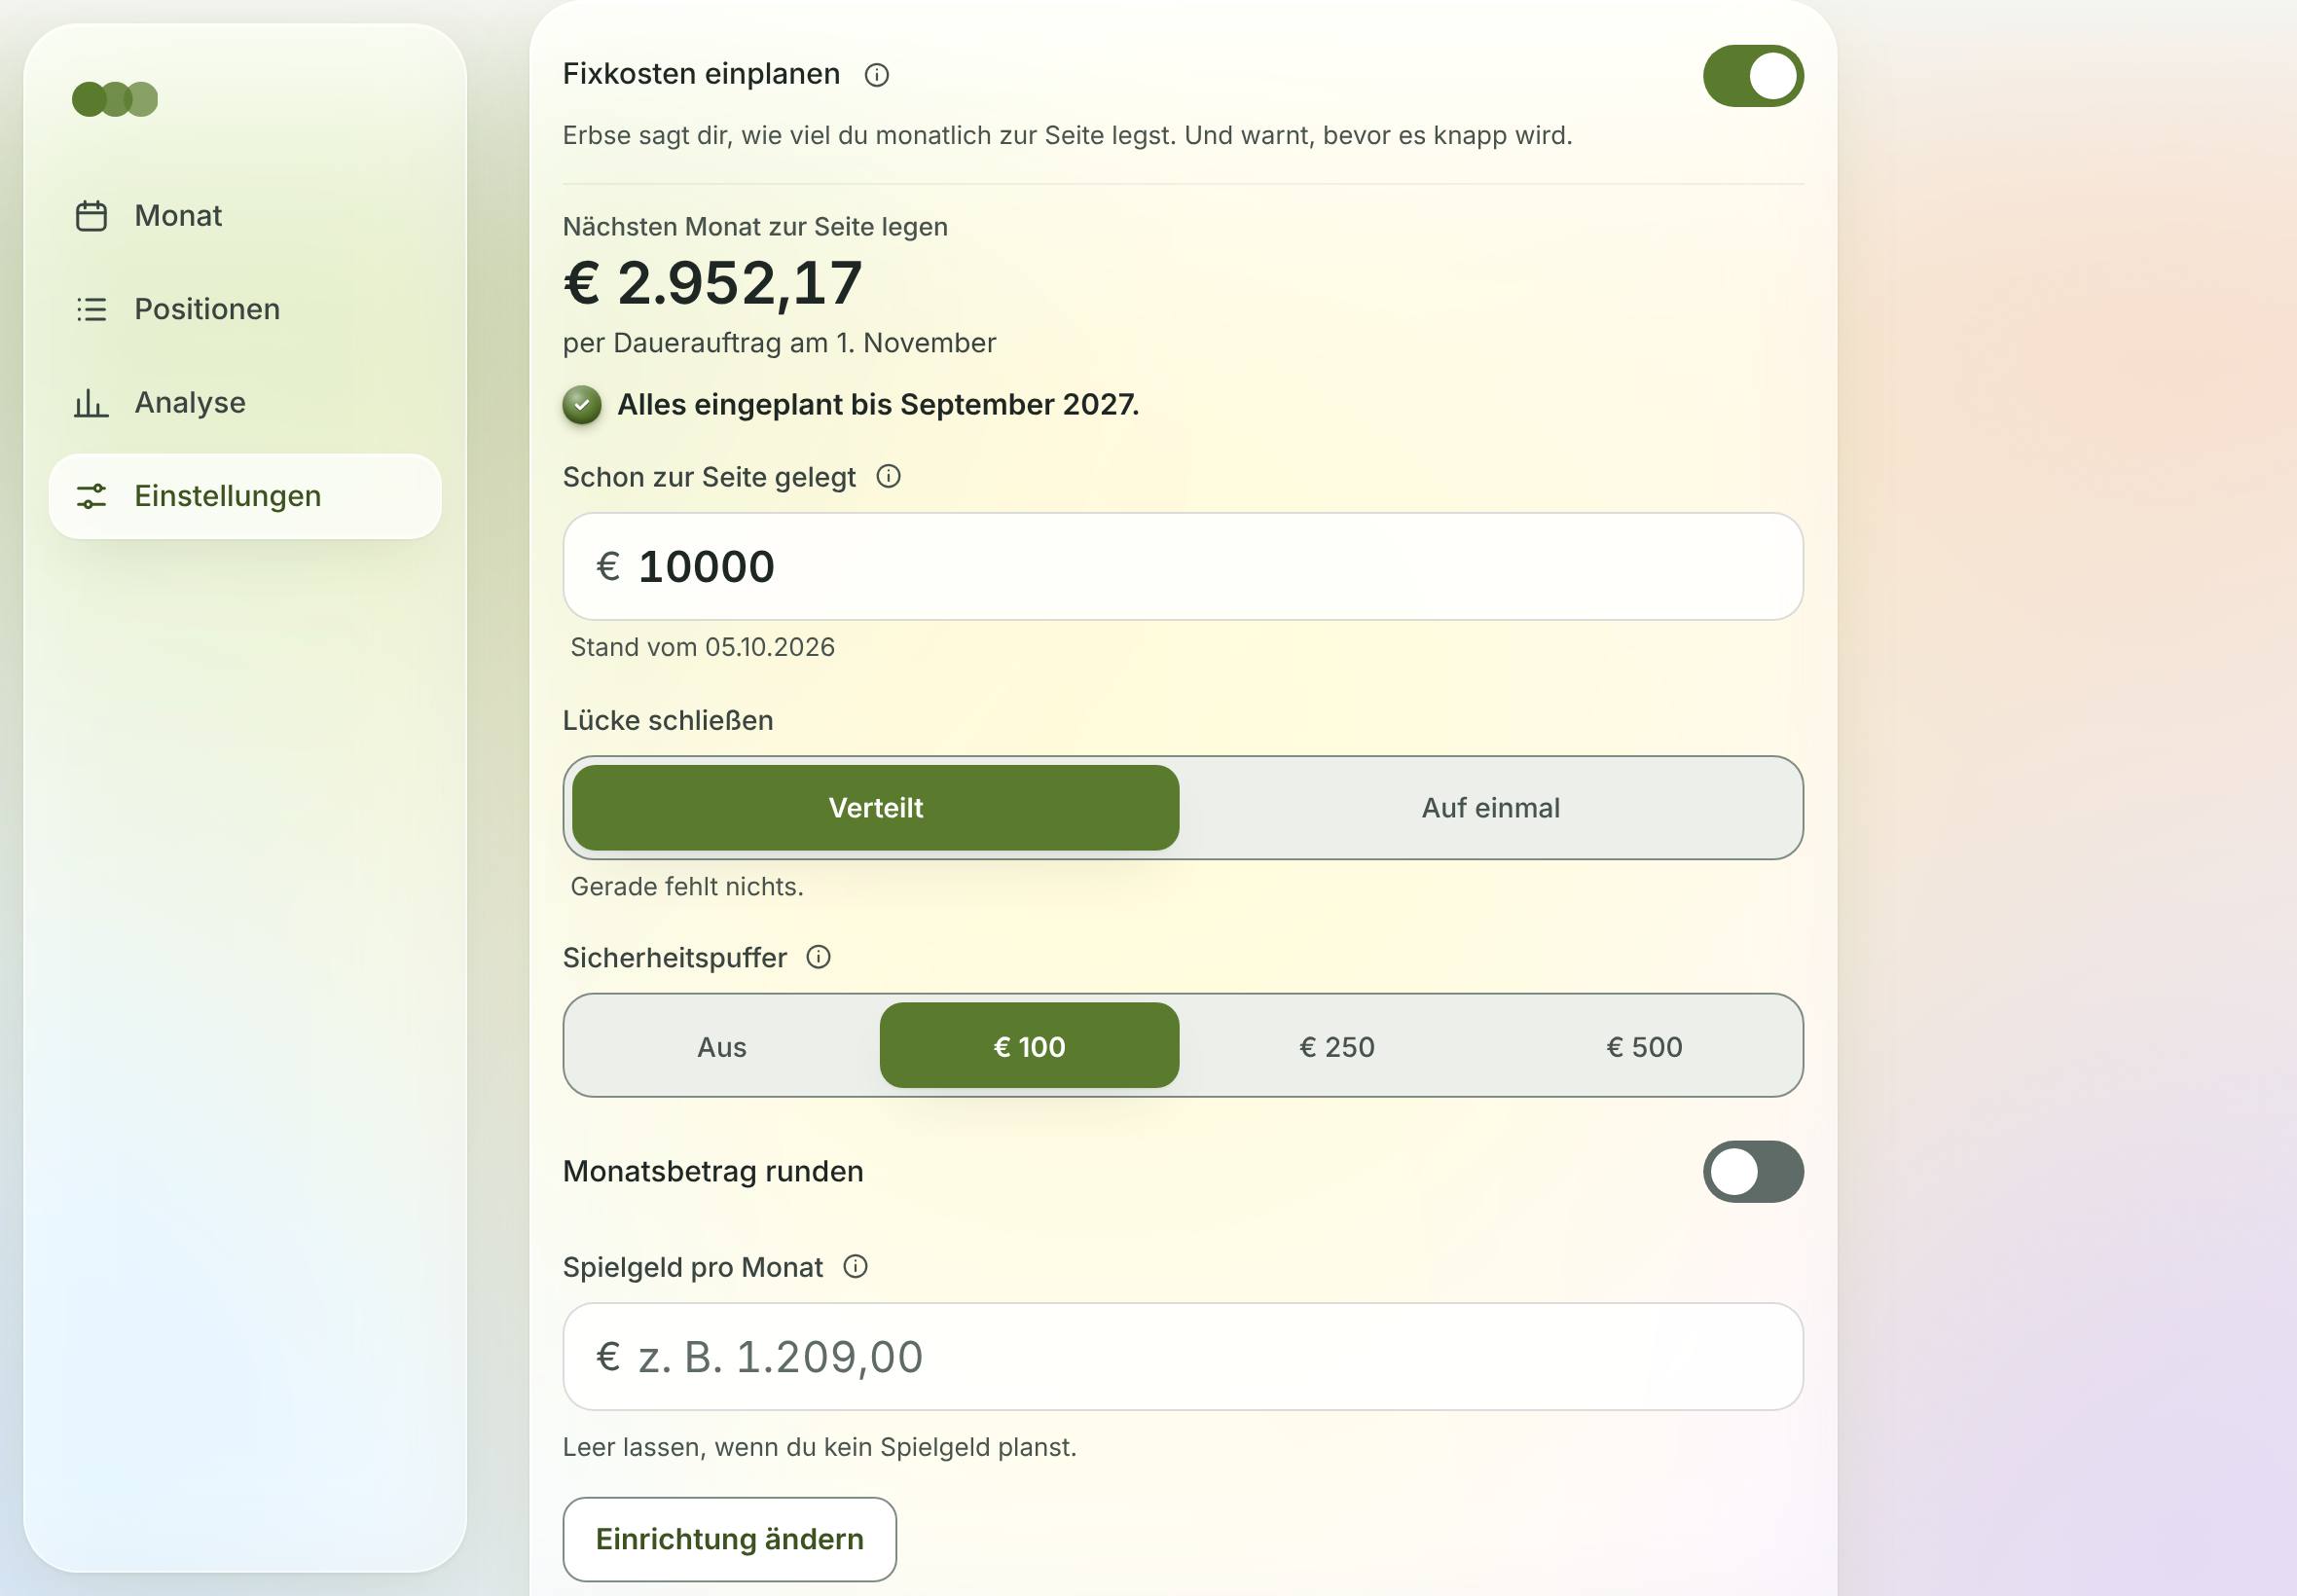 Monat
Positionen
Analyse
Einstellungen
Fixkosten einplanen
Erbse sagt dir, wie viel du monatlich zur Seite legst. Und warnt, bevor es knapp wird.
Nächsten Monat zur Seite legen
€ 2.952,17
per Dauerauftrag am 1. November
Alles eingeplant bis September 2027.
Schon zur Seite gelegt
€ 10000
Stand vom 05.10.2026
Lücke schließen
Verteilt Auf einmal
Gerade fehlt nichts.
Sicherheitspuffer
Aus € 100 € 250 € 500
Monatsbetrag runden
Spielgeld pro Monat
€ z. B. 1.209,00
Leer lassen, wenn du kein Spielgeld planst.
Einrichtung ändern